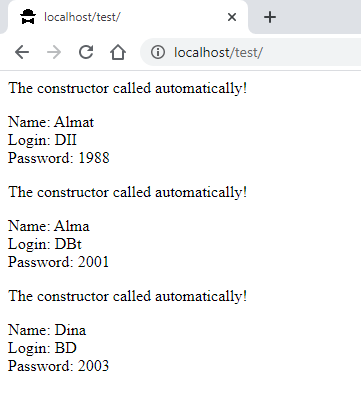 localhost/test/
localhost/test/
The constructor called automatically!
Name: Almat
Login: DII
Password: 1988
The constructor called automatically!
Name: Alma
Login: DBt
Password: 2001
The constructor called automatically!
Name: Dina
Login: BD
Password: 2003